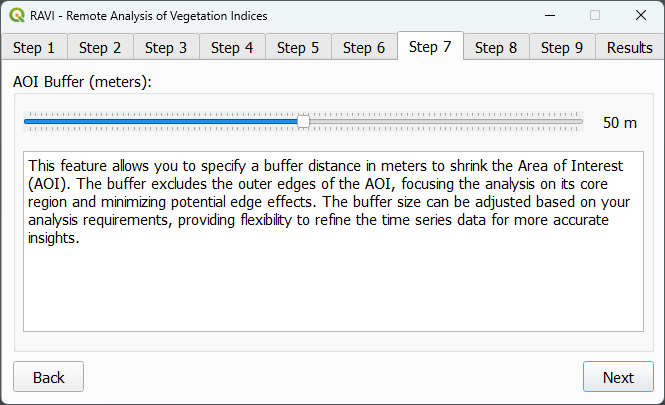 RAVI - Remote Analysis of Vegetation Indices
Step 1 Step 2 Step 3 Step 4 Step 5 Step 6 Step 7 Step 8 Step 9 Results
AOI Buffer (meters):
50 m
This feature allows you to specify a buffer distance in meters to shrink the Area of Interest
(AOI). The buffer excludes the outer edges of the AOI, focusing the analysis on its core
region and minimizing potential edge effects. The buffer size can be adjusted based on your
analysis requirements, providing flexibility to refine the time series data for more accurate
insights.
Back Next